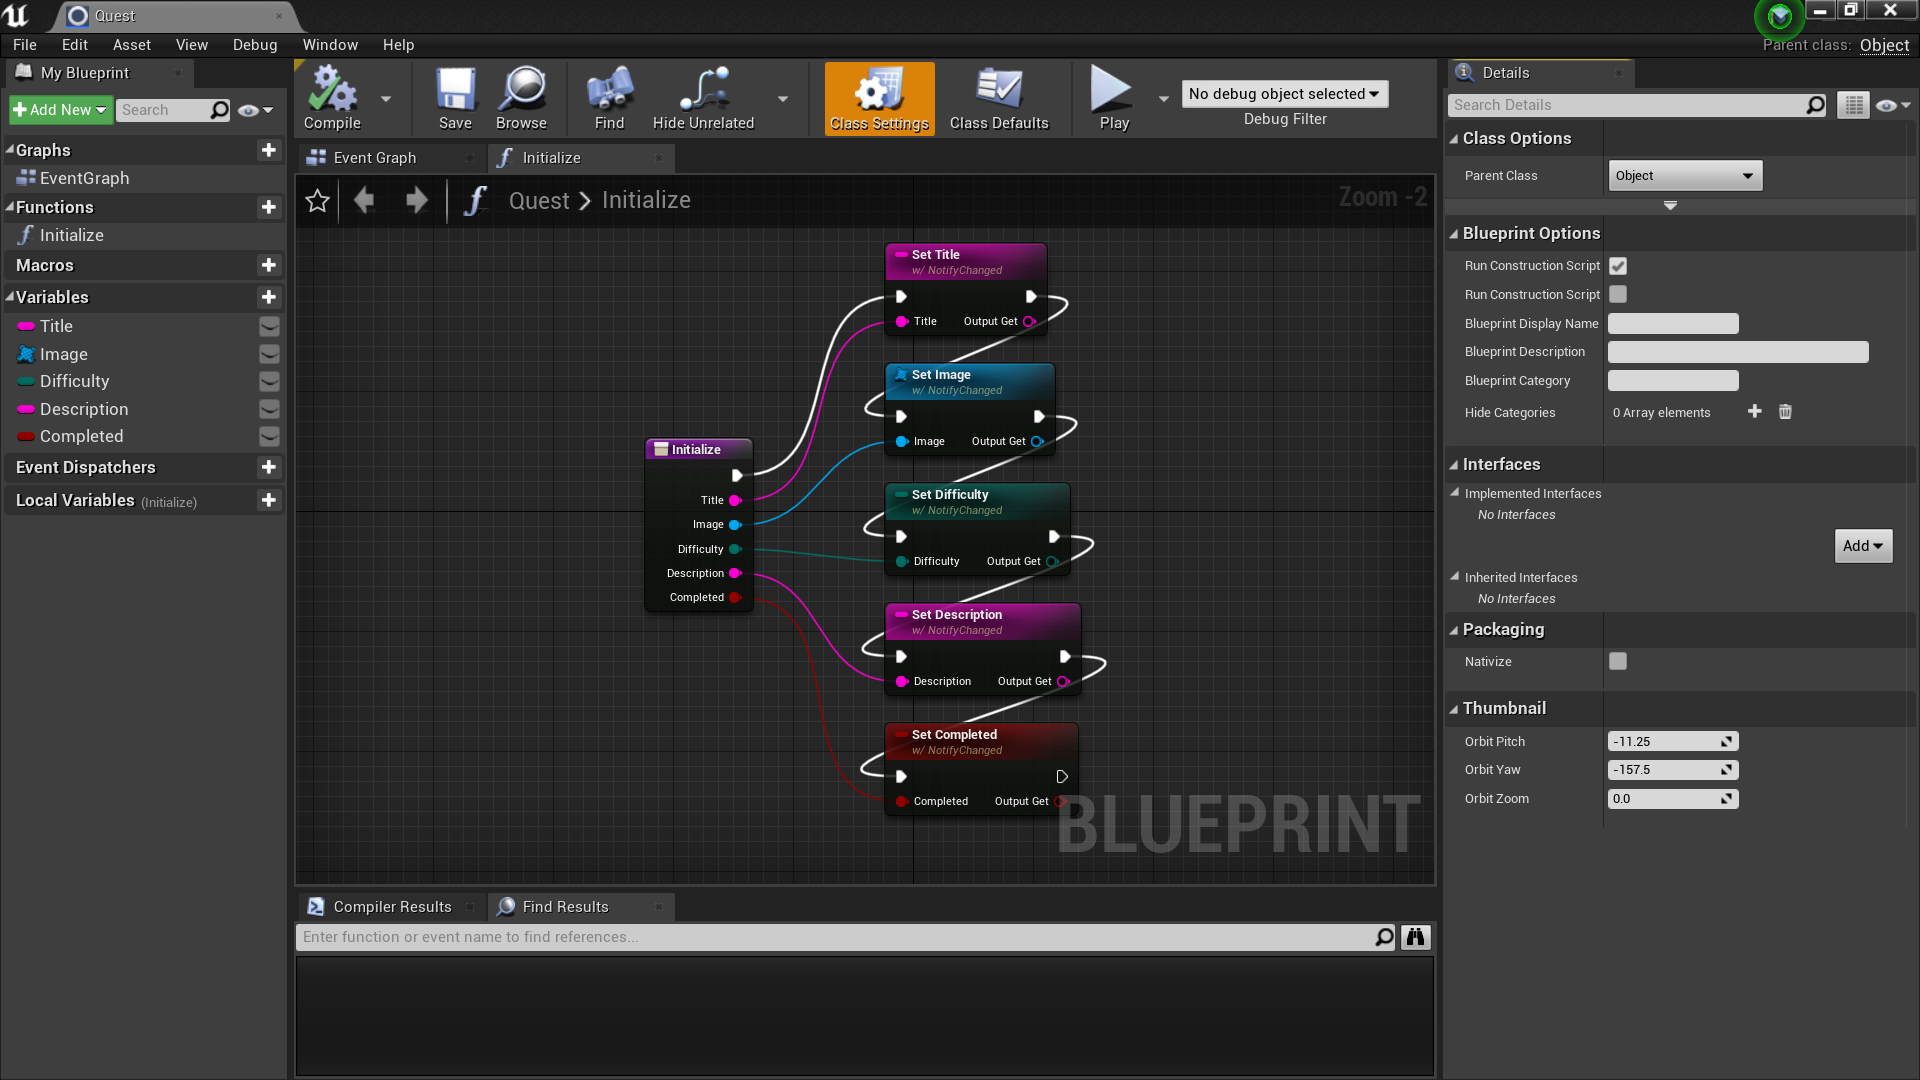 Quest
File Edit Asset View Debug Window Help
Parent class: Object
My Blueprint
Add New
Search
Graphs
EventGraph
Functions
Initialize
Macros
Variables
Title
Image
Difficulty
Description
Completed
Event Dispatchers
Local Variables (Initialize)
Compile
Save
Browse
Find
Hide Unrelated
Class Settings
Class Defaults
Play
No debug object selected
Debug Filter
Event Graph
Initialize
Quest > Initialize
Zoom -2
Set Title
w/ NotifyChanged
Title Output Get
Set Image
w/ NotifyChanged
Image Output Get
Initialize
Title
Image
Difficulty
Description
Completed
Set Difficulty
w/ NotifyChanged
Difficulty Output Get
Set Description
w/ NotifyChanged
Description Output Get
Set Completed
w/ NotifyChanged
Completed Output Get
BLUEPRINT
Compiler Results
Find Results
Enter function or event name to find references...
Details
Search Details
Class Options
Parent Class Object
Blueprint Options
Run Construction Script
Run Construction Script
Blueprint Display Name
Blueprint Description
Blueprint Category
Hide Categories 0 Array elements
Interfaces
Implemented Interfaces
No Interfaces
Add
Inherited Interfaces
No Interfaces
Packaging
Nativize
Thumbnail
Orbit Pitch -11.25
Orbit Yaw -157.5
Orbit Zoom 0.0